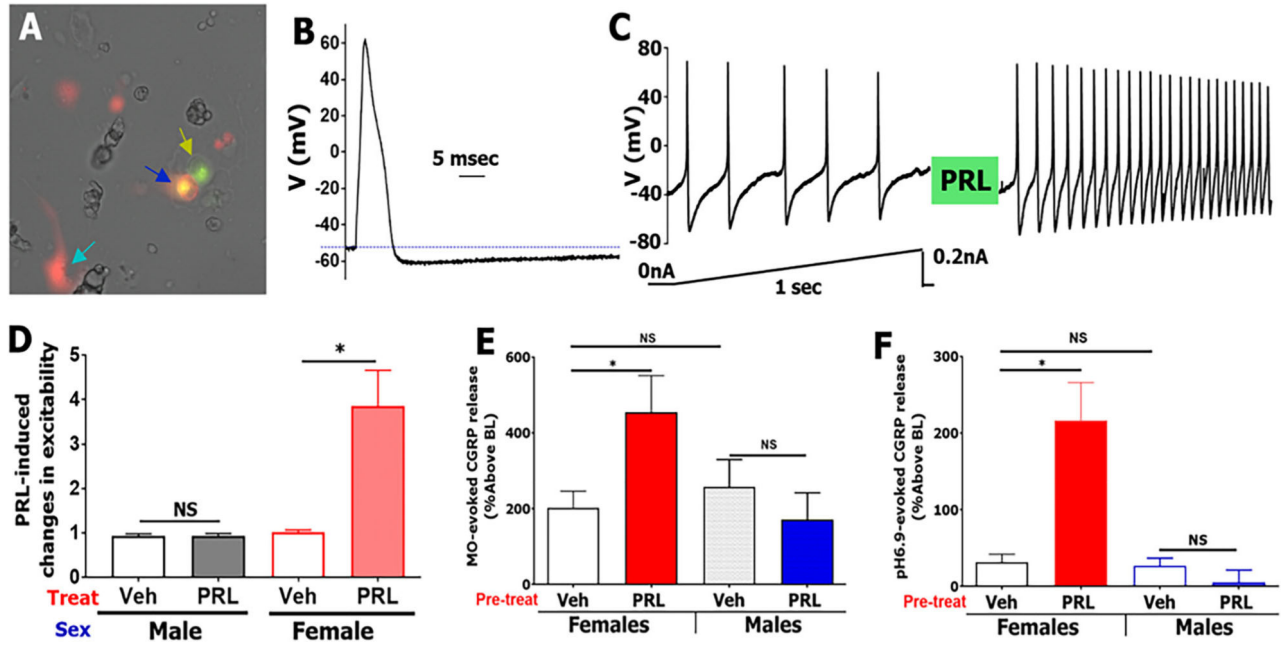 A
B
60
40
20
0
-20
-40
-60
V (mV)
5 msec
C
80
40
0
-40
-80
V (mV)
PRL
0nA
1 sec
0.2nA
D
PRL-induced
changes in excitability
5
4
3
2
1
0
NS
*
Treat Veh PRL Veh PRL
Sex Male Female
E
MO-evoked CGRP release
(%Above BL)
600
400
200
0
NS
*
NS
Pre-treat Veh PRL Veh PRL
Females Males
F
pH6.9-evoked CGRP release
(%Above BL)
300
200
100
0
NS
*
NS
Pre-treat Veh PRL Veh PRL
Females Males